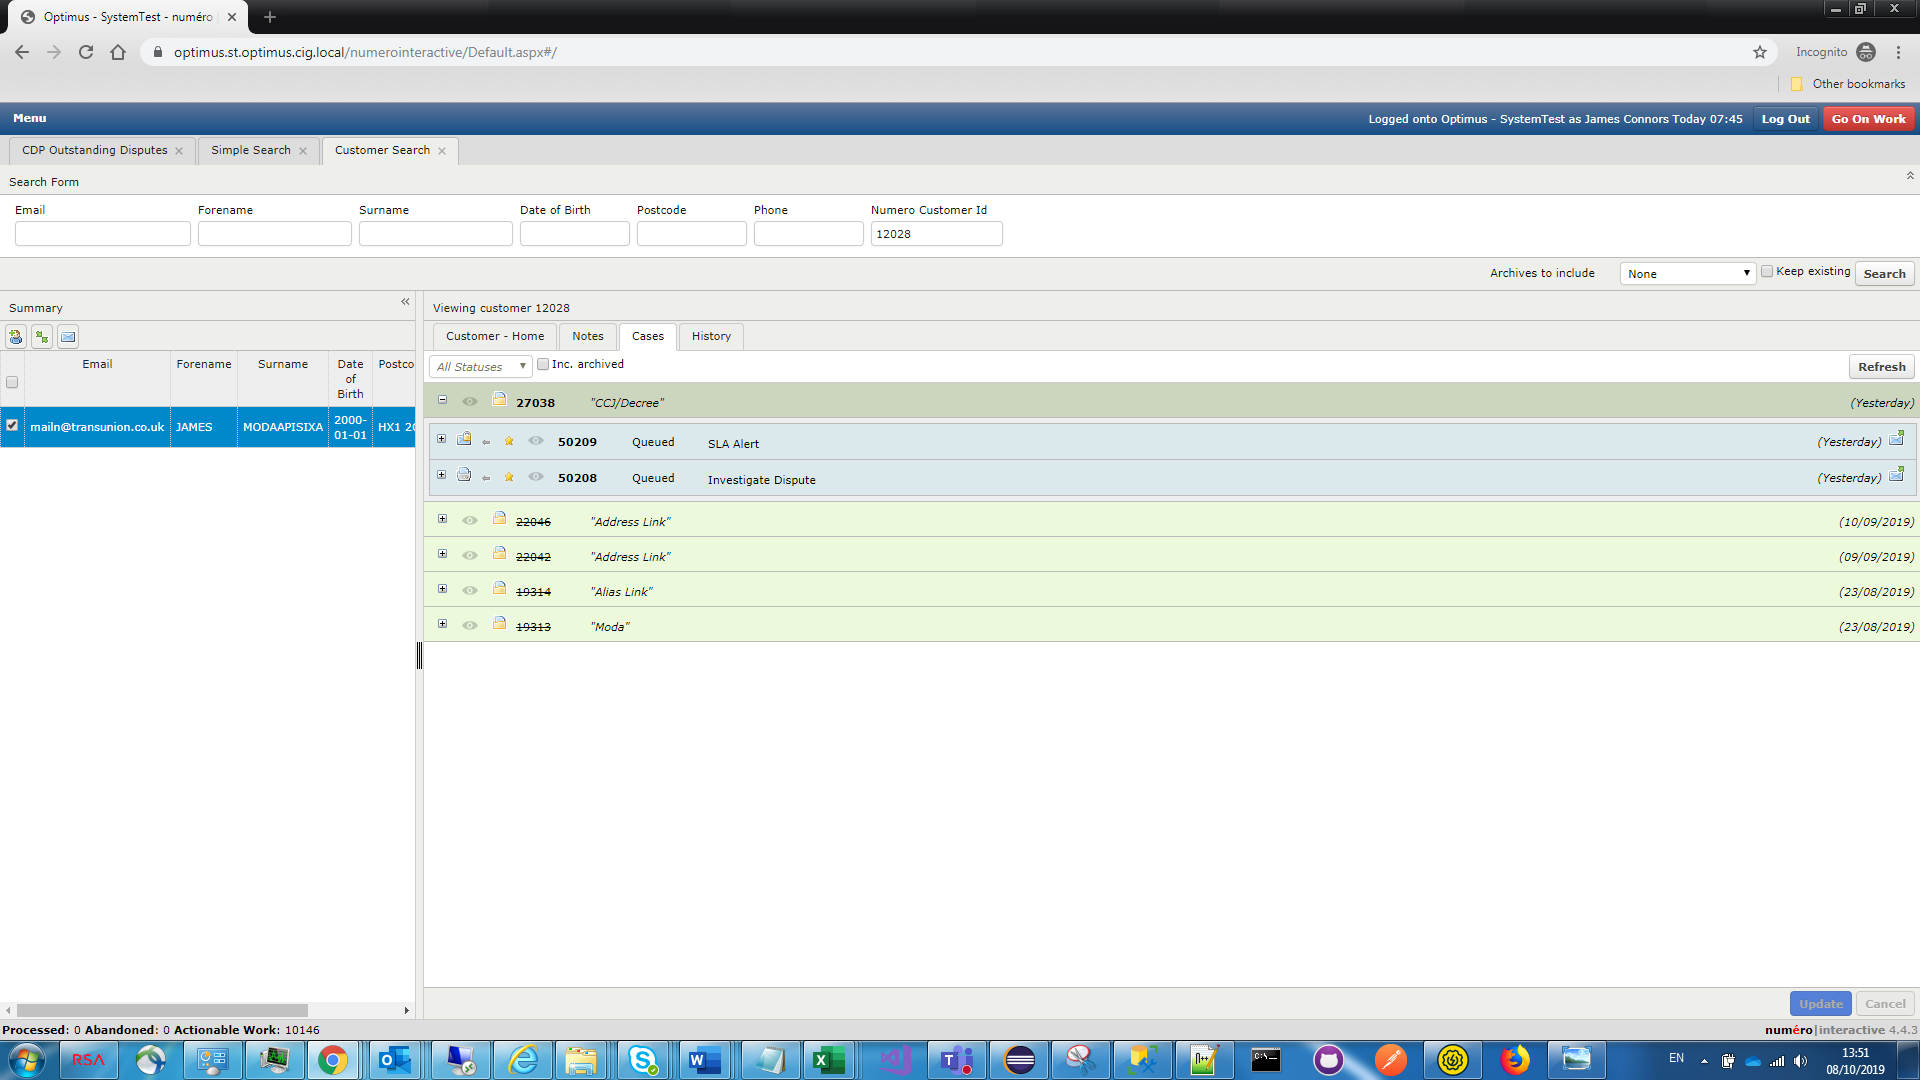 Optimus - SystemTest - numéro
optimus.st.optimus.cig.local/numerointeractive/Default.aspx#/
Incognito
Other bookmarks
Menu
Logged onto Optimus - SystemTest as James Connors Today 07:45
Log Out
Go On Work
CDP Outstanding Disputes
Simple Search
Customer Search
Search Form
Email
Forename
Surname
Date of Birth
Postcode
Phone
Numero Customer Id
12028
Archives to include
None
Keep existing
Search
Summary
Viewing customer 12028
Customer - Home
Notes
Cases
History
All Statuses
Inc. archived
Refresh
Email
Forename
Surname
Date of Birth
Postco
mailn@transunion.co.uk
JAMES
MODAAPISIXA
2000-01-01
HX1 2
27038 "CCJ/Decree" (Yesterday)
50209 Queued SLA Alert (Yesterday)
50208 Queued Investigate Dispute (Yesterday)
22046 "Address Link" (10/09/2019)
22042 "Address Link" (09/09/2019)
19314 "Alias Link" (23/08/2019)
19313 "Moda" (23/08/2019)
Update
Cancel
Processed: 0 Abandoned: 0 Actionable Work: 10146
numéro|interactive 4.4.3
RSA
EN
13:51
08/10/2019